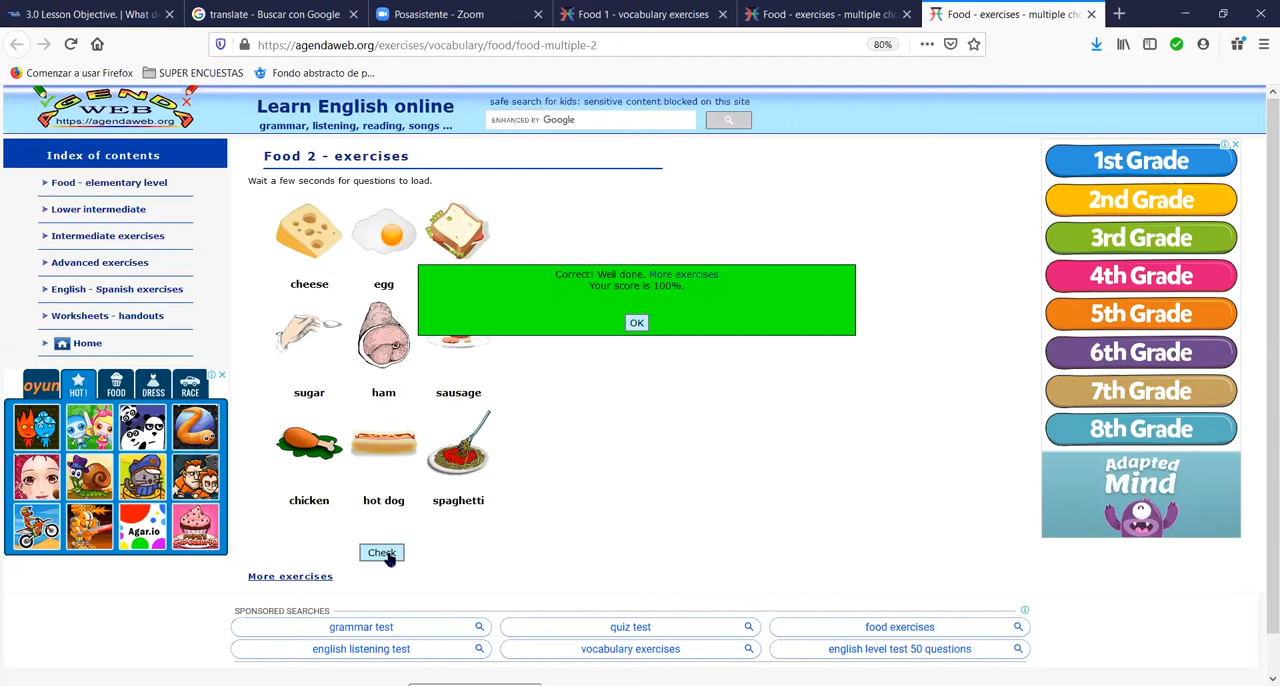 3.0 Lesson Objective. | What d
translate - Buscar con Google
Posasistente - Zoom
Food 1 - vocabulary exercises
Food - exercises - multiple cho
Food - exercises - multiple cho
https://agendaweb.org/exercises/vocabulary/food/food-multiple-2
80%
Comenzar a usar Firefox
SUPER ENCUESTAS
Fondo abstracto de p...
WEB
https://agendaweb.org
Learn English online
grammar, listening, reading, songs ...
safe search for kids: sensitive content blocked on this site
ENHANCED BY Google
Index of contents
Food - elementary level
Lower intermediate
Intermediate exercises
Advanced exercises
English - Spanish exercises
Worksheets - handouts
Home
oyun
HOT!
FOOD
DRESS
RACE
Agar.io
Food 2 - exercises
Wait a few seconds for questions to load.
cheese egg
sugar ham sausage
chicken hot dog spaghetti
Correct! Well done. More exercises
Your score is 100%.
OK
Check
More exercises
1st Grade
2nd Grade
3rd Grade
4th Grade
5th Grade
6th Grade
7th Grade
8th Grade
Adapted
Mind
SPONSORED SEARCHES
grammar test
quiz test
food exercises
english listening test
vocabulary exercises
english level test 50 questions